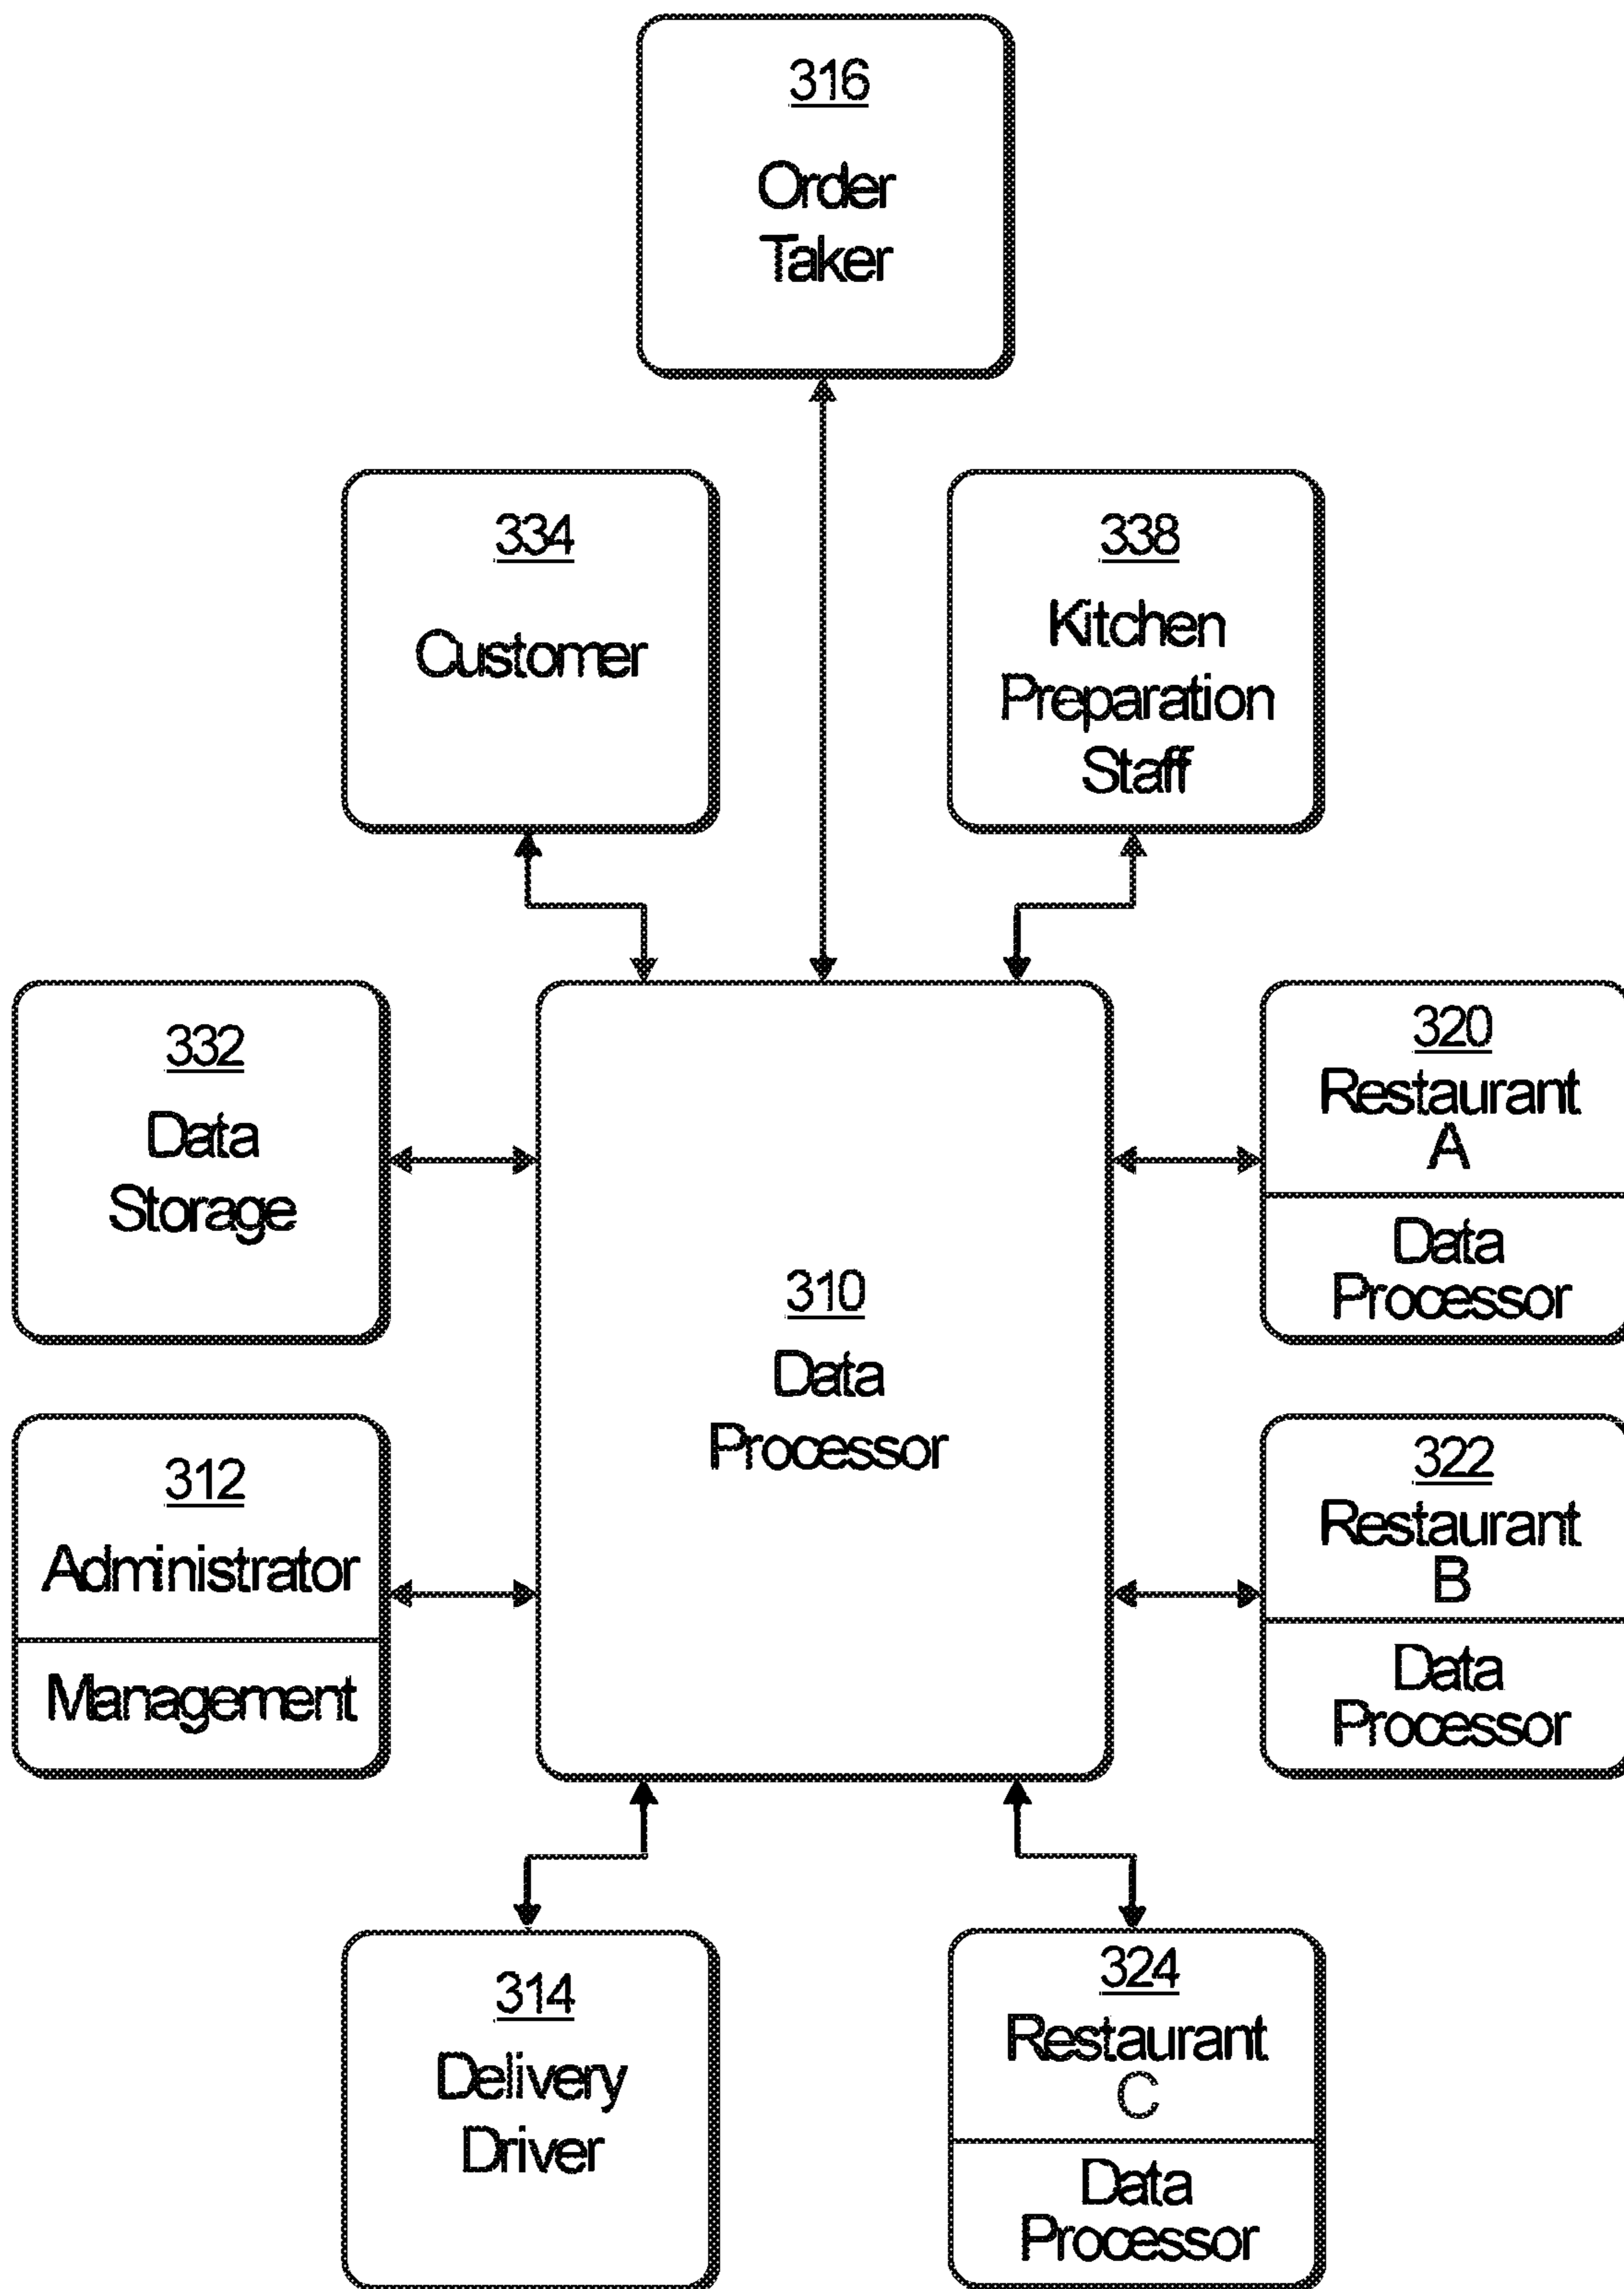 316
Order
Taker
334
Customer
338
Kitchen
Preparation
Staff
332
Data
Storage
310
Data
Processor
320
Restaurant
A
Data
Processor
312
Administrator
Management
322
Restaurant
B
Data
Processor
314
Delivery
Driver
324
Restaurant
C
Data
Processor